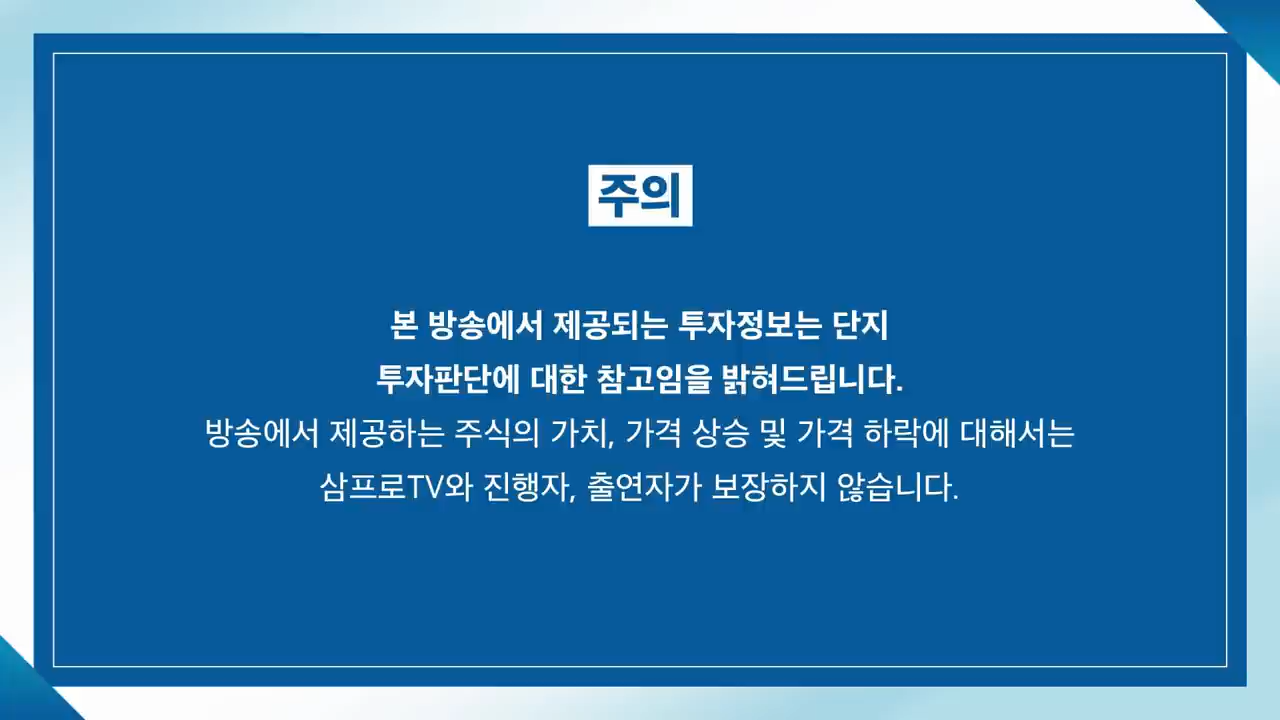 주의
본 방송에서 제공되는 투자정보는 단지
투자판단에 대한 참고임을 밝혀드립니다.
방송에서 제공하는 주식의 가치, 가격 상승 및 가격 하락에 대해서는
삼프로TV와 진행자, 출연자가 보장하지 않습니다.